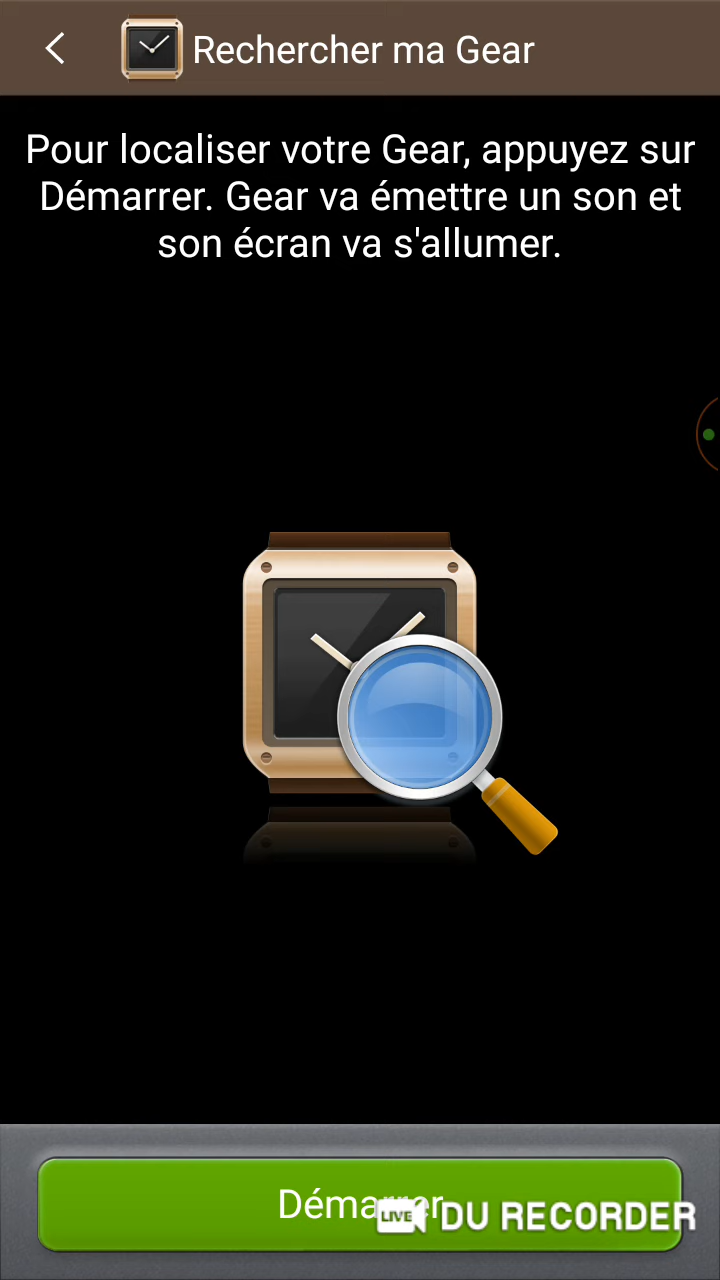 Rechercher ma Gear
Pour localiser votre Gear, appuyez sur
Démarrer. Gear va émettre un son et
son écran va s'allumer.
Démarrer
LIVE DU RECORDER